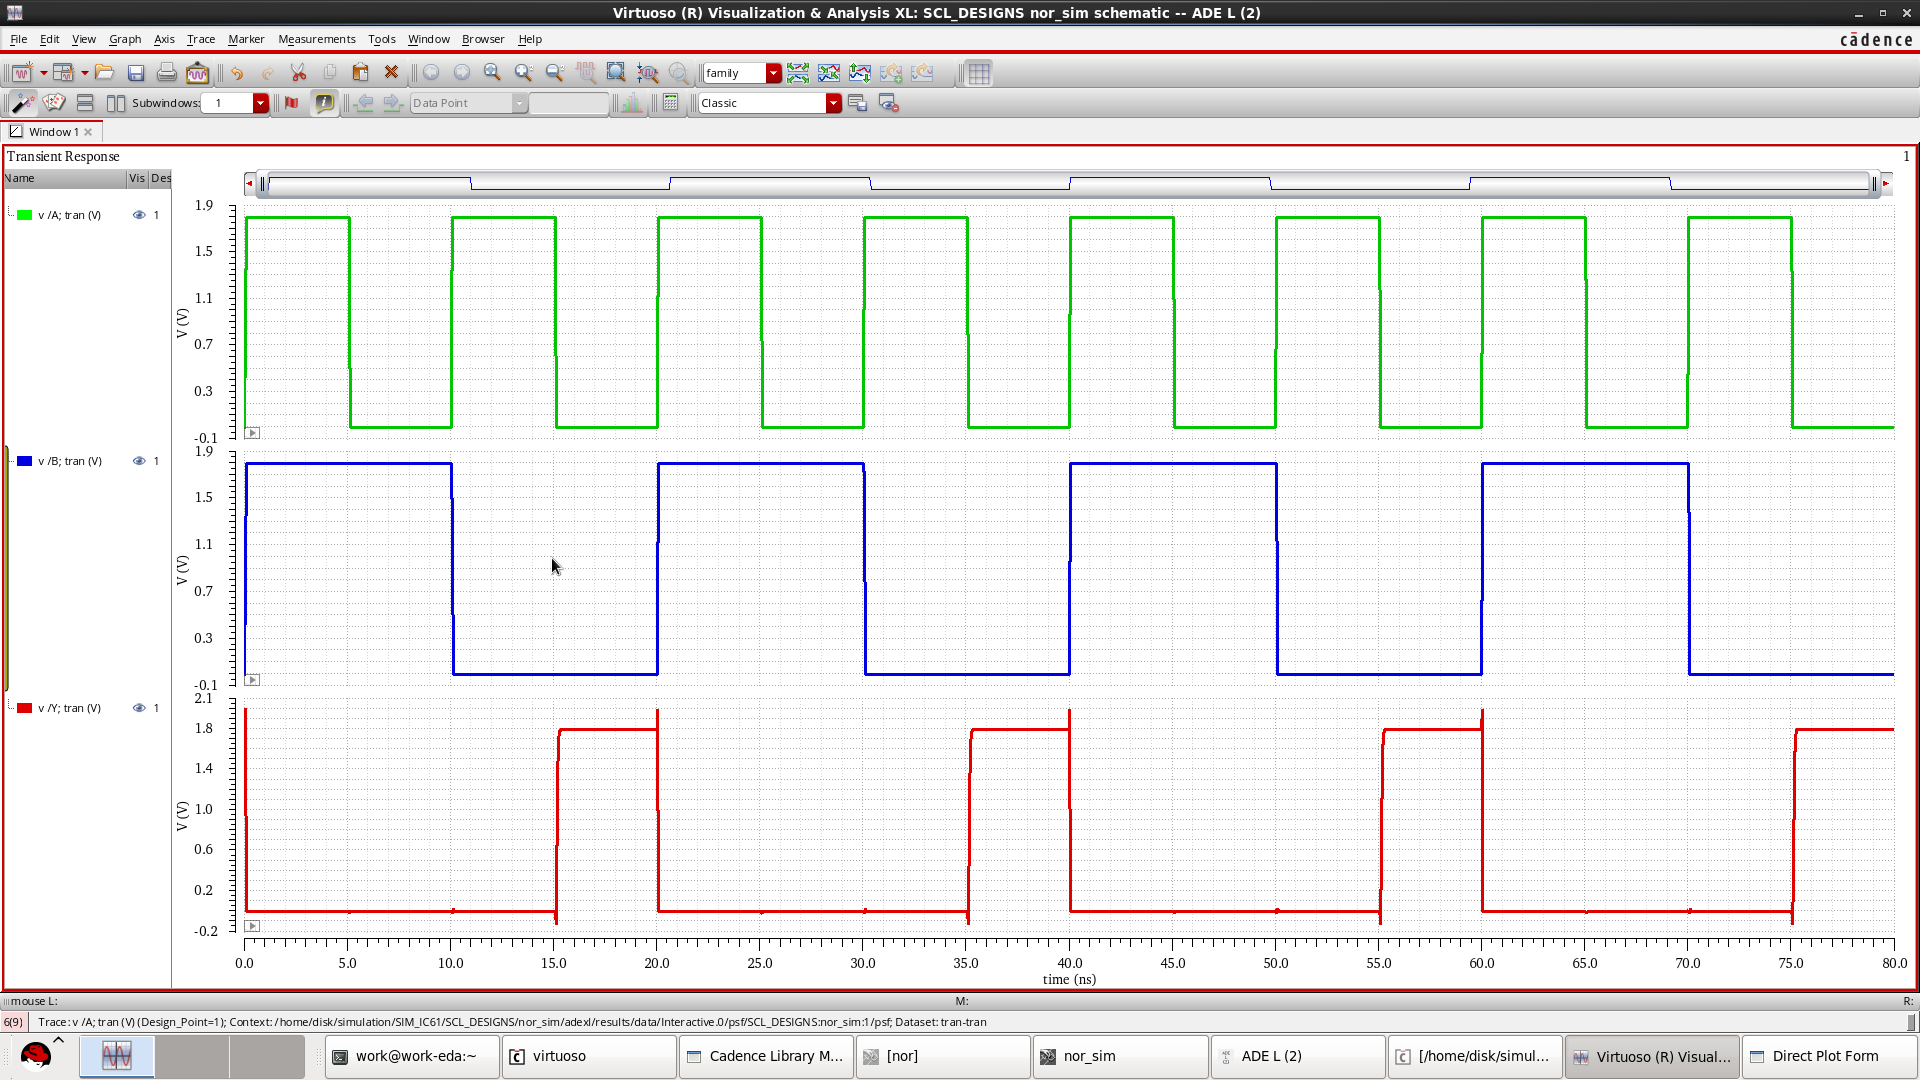 Virtuoso (R) Visualization & Analysis XL: SCL_DESIGNS nor_sim schematic -- ADE L (2)
File Edit View Graph Axis Trace Marker Measurements Tools Window Browser Help
cādence
family
Subwindows: 1 Data Point Classic
Window 1
Transient Response 1
Name Vis Des
v /A; tran (V) 1
1.9
1.5
1.1
0.7
0.3
-0.1
V (V)
v /B; tran (V) 1
1.9
1.5
1.1
0.7
0.3
-0.1
V (V)
v /Y; tran (V) 1
2.1
1.8
1.4
1.0
0.6
0.2
-0.2
V (V)
0.0 5.0 10.0 15.0 20.0 25.0 30.0 35.0 40.0 45.0 50.0 55.0 60.0 65.0 70.0 75.0 80.0
time (ns)
mouse L: M: R:
6(9) Trace: v /A; tran (V) (Design_Point=1); Context: /home/disk/simulation/SIM_IC61/SCL_DESIGNS/nor_sim/adexl/results/data/Interactive.0/psf/SCL_DESIGNS:nor_sim:1/psf; Dataset: tran-tran
work@work-eda:~ virtuoso Cadence Library M... [nor] nor_sim ADE L (2) [/home/disk/simul... Virtuoso (R) Visual... Direct Plot Form